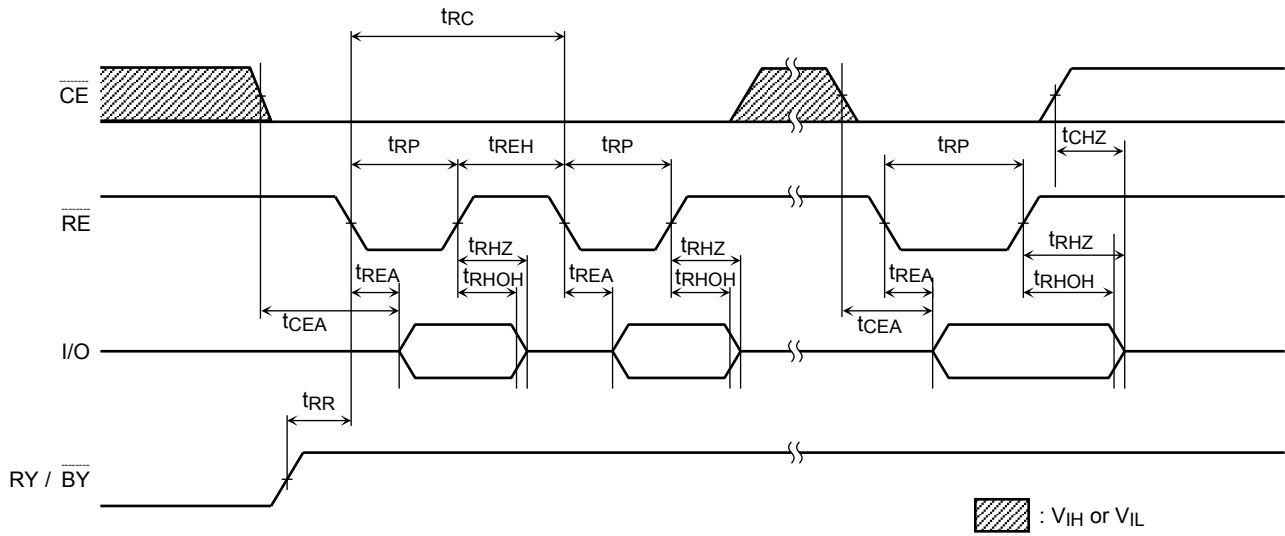 tRC
CE
tRP tREH tRP tRP tCHZ
RE
tRHZ tRHZ tRHZ
tREA tRHOH tREA tRHOH tREA tRHOH
tCEA tCEA
I/O
tRR
RY / BY
: VIH or VIL